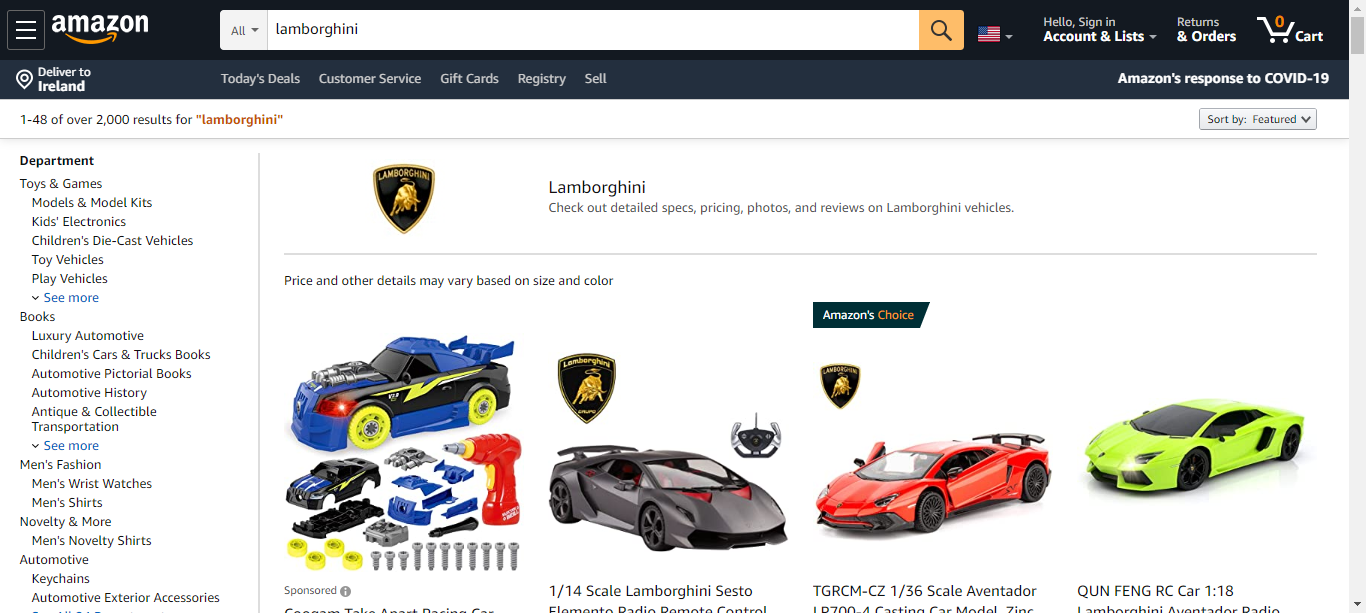 amazon
All
lamborghini
Hello, Sign in
Account & Lists
Returns
& Orders
0
Cart
Deliver to
Ireland
Today's Deals
Customer Service
Gift Cards
Registry
Sell
Amazon's response to COVID-19
1-48 of over 2,000 results for "lamborghini"
Sort by: Featured
Department
Toys & Games
Models & Model Kits
Kids' Electronics
Children's Die-Cast Vehicles
Toy Vehicles
Play Vehicles
See more
Books
Luxury Automotive
Children's Cars & Trucks Books
Automotive Pictorial Books
Automotive History
Antique & Collectible
Transportation
See more
Men's Fashion
Men's Wrist Watches
Men's Shirts
Novelty & More
Men's Novelty Shirts
Automotive
Keychains
Automotive Exterior Accessories
LAMBORGHINI
Lamborghini
Check out detailed specs, pricing, photos, and reviews on Lamborghini vehicles.
Price and other details may vary based on size and color
Sponsored
Coogam Take Apart Racing Car
Lamborghini
1/14 Scale Lamborghini Sesto
Elemento Radio Remote Control
Amazon's Choice
LAMBORGHINI
TGRCM-CZ 1/36 Scale Aventador
LP700-4 Casting Car Model, Zinc
QUN FENG RC Car 1:18
Lamborghini Aventador Radio